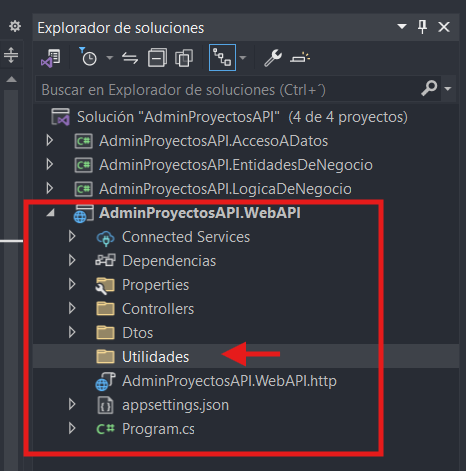 Explorador de soluciones
Buscar en Explorador de soluciones (Ctrl+´)
Solución "AdminProyectosAPI" (4 de 4 proyectos)
C# AdminProyectosAPI.AccesoADatos
C# AdminProyectosAPI.EntidadesDeNegocio
C# AdminProyectosAPI.LogicaDeNegocio
AdminProyectosAPI.WebAPI
Connected Services
Dependencias
Properties
Controllers
Dtos
Utilidades
AdminProyectosAPI.WebAPI.http
appsettings.json
C# Program.cs